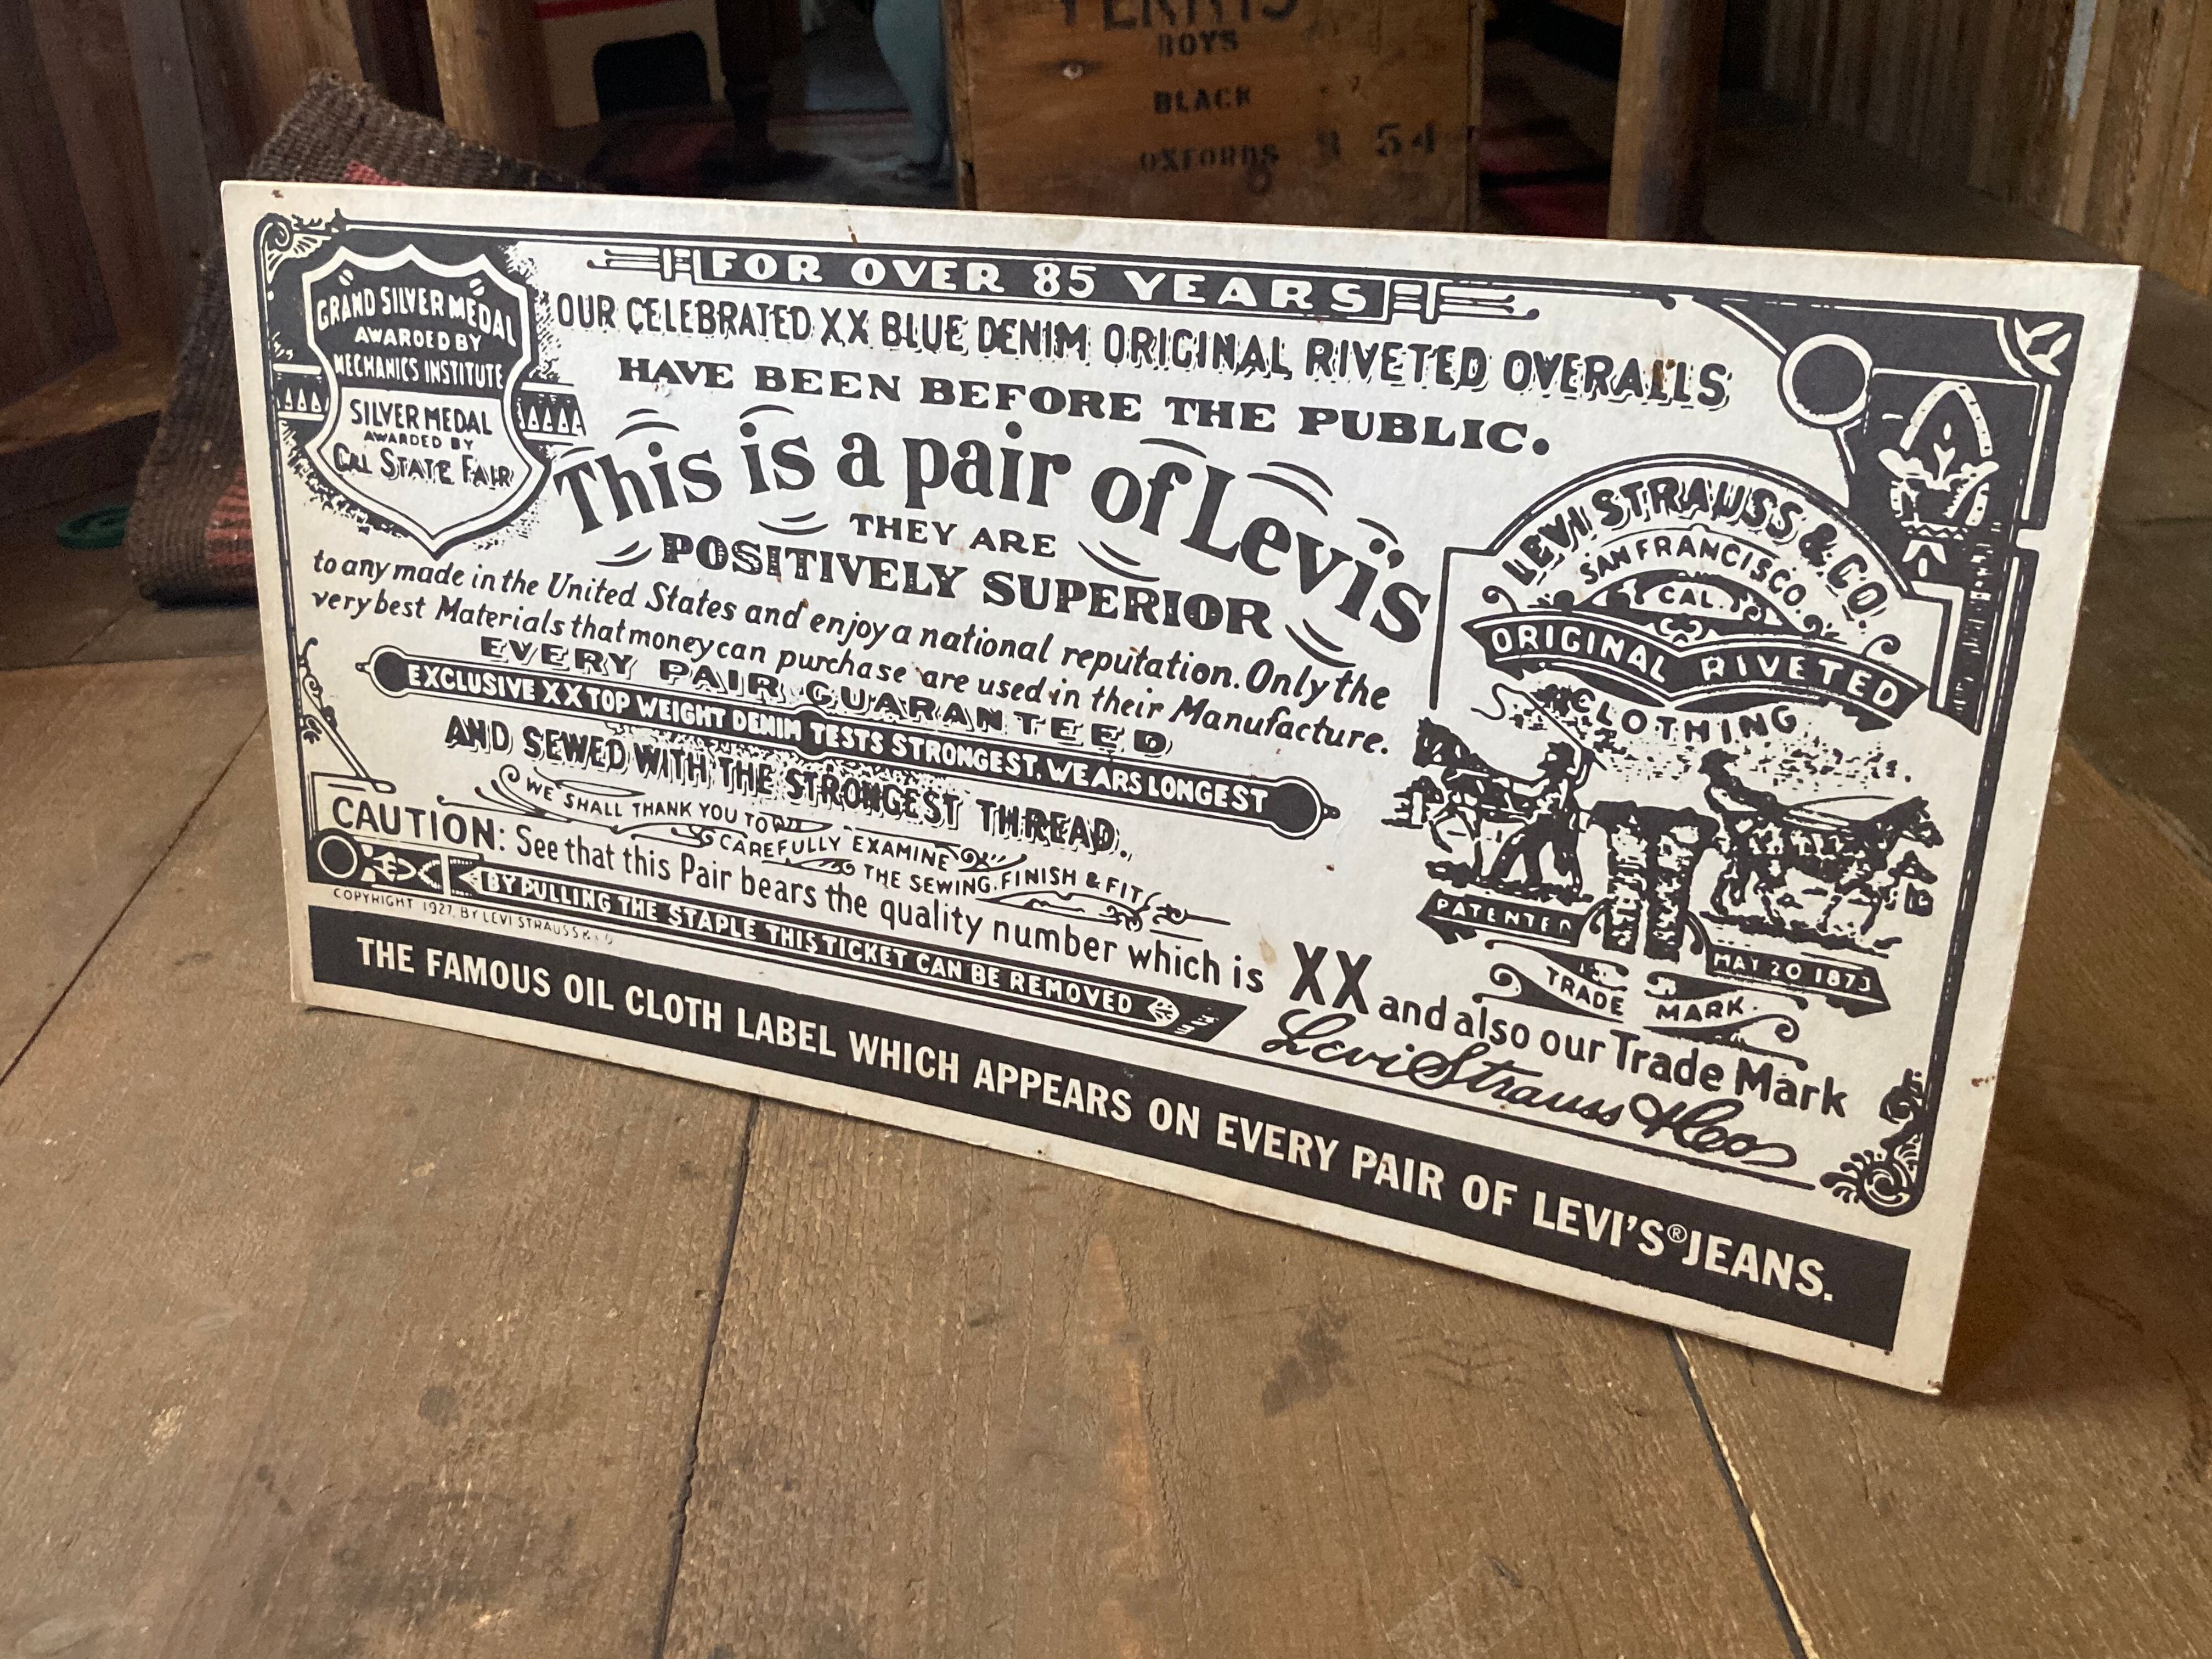 BOYS
BLACK
OXFORDS 54
FOR OVER 85 YEARS
OUR CELEBRATED XX BLUE DENIM ORIGINAL RIVETED OVERALLS
HAVE BEEN BEFORE THE PUBLIC.
GRAND SILVER MEDAL
AWARDED BY
MECHANICS INSTITUTE
SILVER MEDAL
AWARDED BY
CAL STATE FAIR
This is a pair of Levi's
THEY ARE
POSITIVELY SUPERIOR
to any made in the United States and enjoy a national reputation. Only the
very best Materials that money can purchase are used in their Manufacture.
EVERY PAIR GUARANTEED
EXCLUSIVE XX TOP WEIGHT DENIM TESTS STRONGEST, WEARS LONGEST
AND SEWED WITH THE STRONGEST THREAD.
WE SHALL THANK YOU TO
CAREFULLY EXAMINE
THE SEWING, FINISH & FIT
CAUTION: See that this Pair bears the quality number which is XX and also our Trade Mark
BY PULLING THE STAPLE THIS TICKET CAN BE REMOVED
Levi Strauss & Co
COPYRIGHT 1927. BY LEVI STRAUSS &
LEVI STRAUSS & CO.
SAN FRANCISCO.
CAL.
ORIGINAL RIVETED
CLOTHING
PATENTED
MAY 20 1873
TRADE MARK.
THE FAMOUS OIL CLOTH LABEL WHICH APPEARS ON EVERY PAIR OF LEVI'S® JEANS.